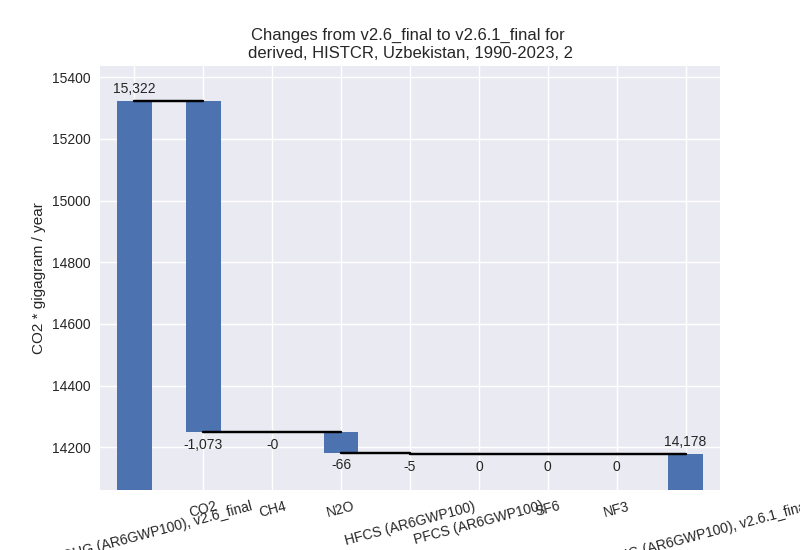 Changes from v2.6_final to v2.6.1_final for
derived, HISTCR, Uzbekistan, 1990-2023, 2
CO2 * gigagram / year
15400
15200
15000
14800
14600
14400
14200
15,322
-1,073
-0
-66
-5
0
0
0
14,178
(AR6GWP100), v2.6_final
CO2
CH4
N2O
HFCS (AR6GWP100)
PFCS (AR6GWP100)
SF6
NF3
(AR6GWP100), v2.6.1_final